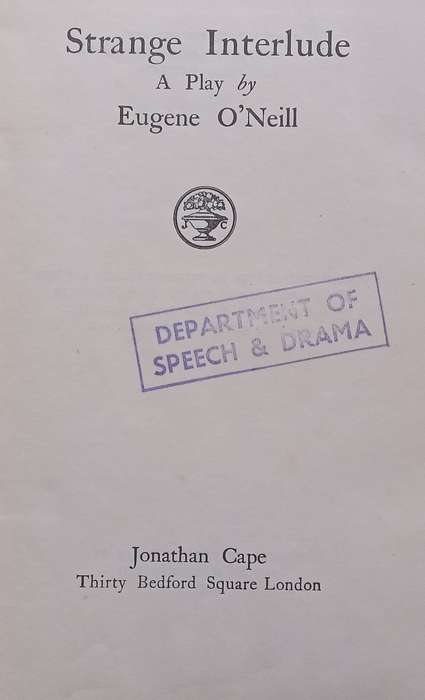 Strange Interlude
A Play by
Eugene O'Neill
J C
DEPARTMENT OF
SPEECH & DRAMA
Jonathan Cape
Thirty Bedford Square London